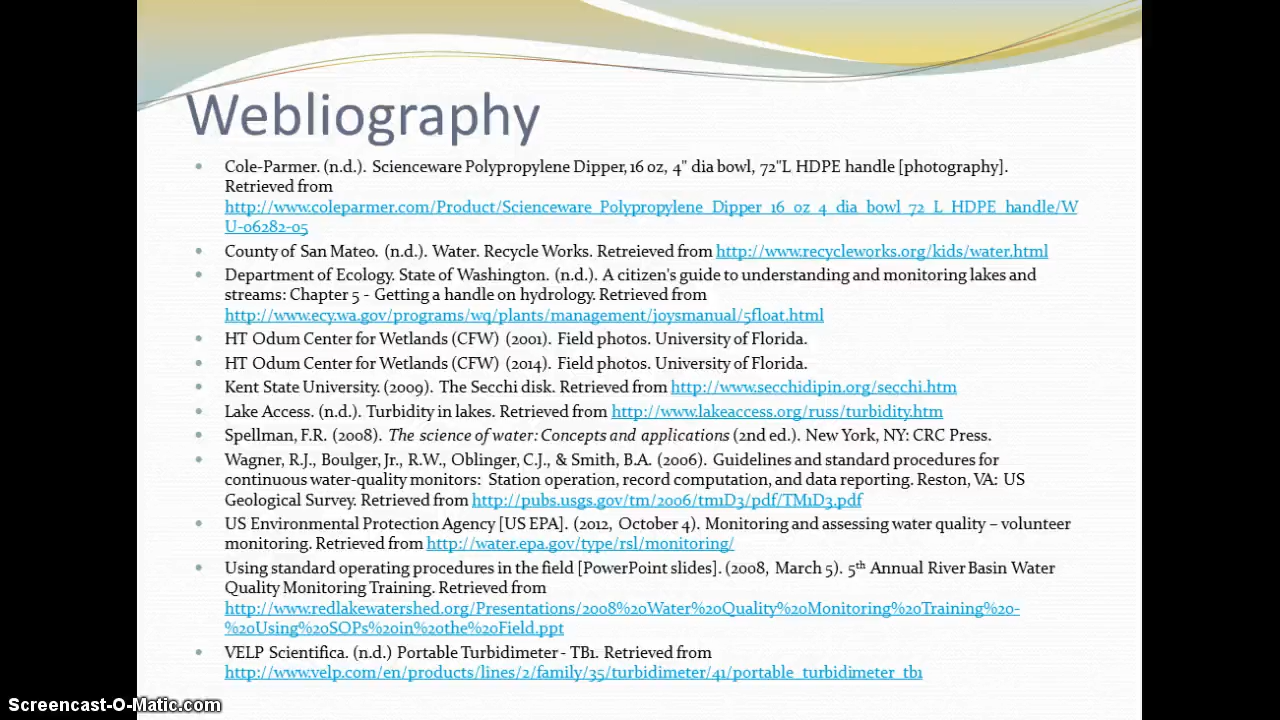 Webliography
• Cole-Parmer. (n.d.). Scienceware Polypropylene Dipper, 16 oz, 4" dia bowl, 72"L HDPE handle [photography].
Retrieved from
http://www.coleparmer.com/Product/Scienceware_Polypropylene_Dipper_16_oz_4_dia_bowl_72_L_HDPE_handle/W
U-06282-05
• County of San Mateo. (n.d.). Water. Recycle Works. Retreieved from http://www.recycleworks.org/kids/water.html
• Department of Ecology. State of Washington. (n.d.). A citizen's guide to understanding and monitoring lakes and
streams: Chapter 5 - Getting a handle on hydrology. Retrieved from
http://www.ecy.wa.gov/programs/wq/plants/management/joysmanual/5float.html
• HT Odum Center for Wetlands (CFW) (2001). Field photos. University of Florida.
• HT Odum Center for Wetlands (CFW) (2014). Field photos. University of Florida.
• Kent State University. (2009). The Secchi disk. Retrieved from http://www.secchidipin.org/secchi.htm
• Lake Access. (n.d.). Turbidity in lakes. Retrieved from http://www.lakeaccess.org/russ/turbidity.htm
• Spellman, F.R. (2008). The science of water: Concepts and applications (2nd ed.). New York, NY: CRC Press.
• Wagner, R.J., Boulger, Jr., R.W., Oblinger, C.J., & Smith, B.A. (2006). Guidelines and standard procedures for
continuous water-quality monitors: Station operation, record computation, and data reporting. Reston, VA: US
Geological Survey. Retrieved from http://pubs.usgs.gov/tm/2006/tm1D3/pdf/TM1D3.pdf
• US Environmental Protection Agency [US EPA]. (2012, October 4). Monitoring and assessing water quality – volunteer
monitoring. Retrieved from http://water.epa.gov/type/rsl/monitoring/
• Using standard operating procedures in the field [PowerPoint slides]. (2008, March 5). 5th Annual River Basin Water
Quality Monitoring Training. Retrieved from
http://www.redlakewatershed.org/Presentations/2008%20Water%20Quality%20Monitoring%20Training%20-
%20Using%20SOPs%20in%20the%20Field.ppt
• VELP Scientifica. (n.d.) Portable Turbidimeter - TB1. Retrieved from
http://www.velp.com/en/products/lines/2/family/35/turbidimeter/41/portable_turbidimeter_tb1
Screencast-O-Matic.com